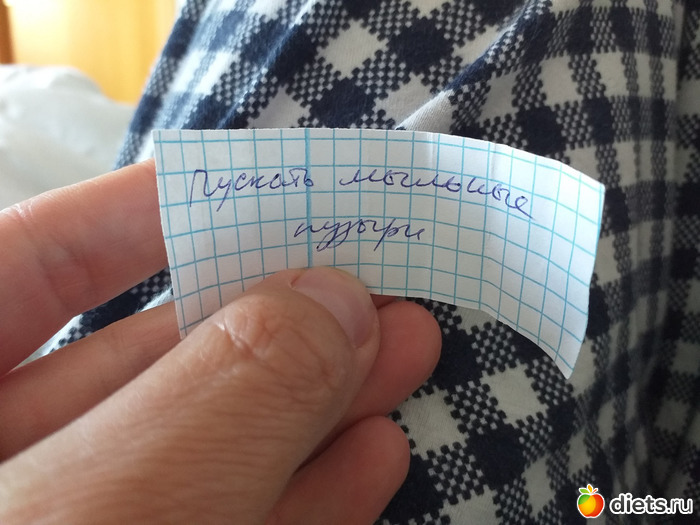 Пускать мыльные
пузыри
diets.ru